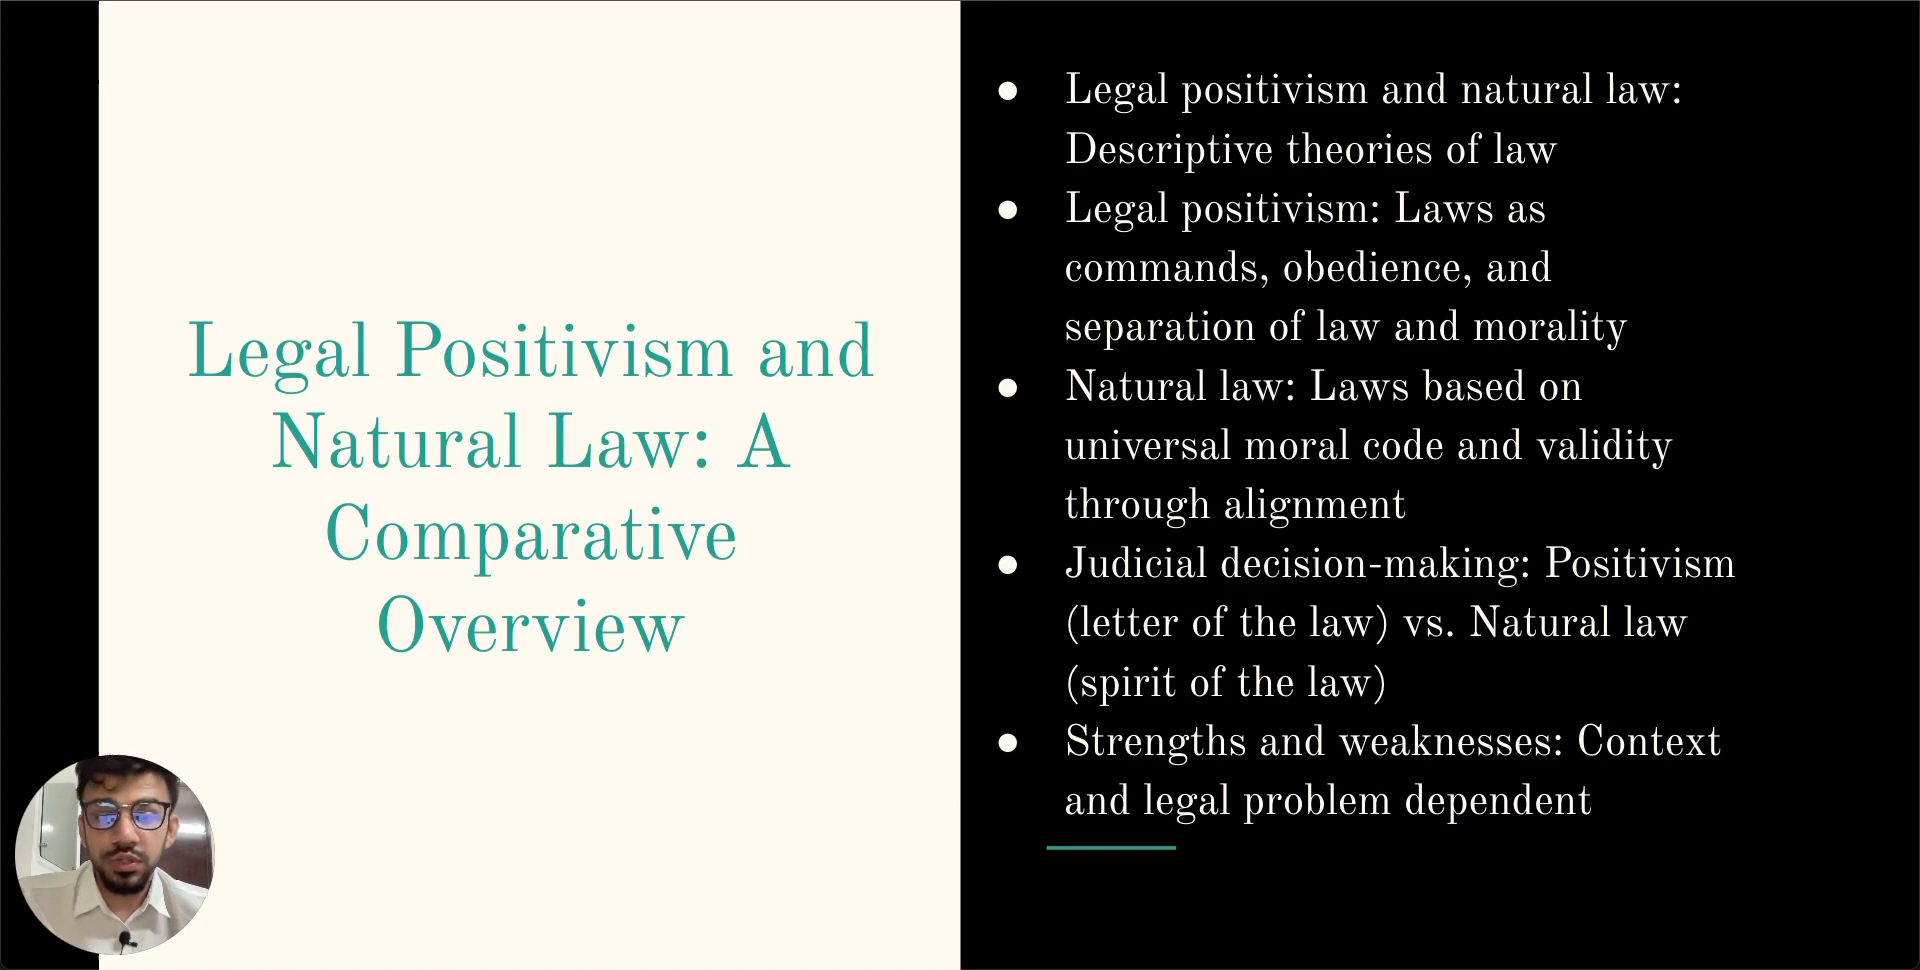 Legal Positivism and
Natural Law: A
Comparative
Overview
● Legal positivism and natural law:
Descriptive theories of law
● Legal positivism: Laws as
commands, obedience, and
separation of law and morality
● Natural law: Laws based on
universal moral code and validity
through alignment
● Judicial decision-making: Positivism
(letter of the law) vs. Natural law
(spirit of the law)
● Strengths and weaknesses: Context
and legal problem dependent